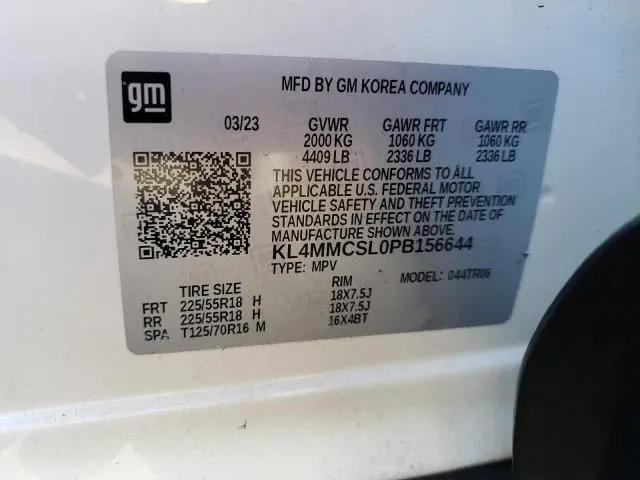 gm
MFD BY GM KOREA COMPANY
03/23 GVWR GAWR FRT GAWR RR
2000 KG 1060 KG 1060 KG
4409 LB 2336 LB 2336 LB
THIS VEHICLE CONFORMS TO ALL
APPLICABLE U.S. FEDERAL MOTOR
VEHICLE SAFETY AND THEFT PREVENTION
STANDARDS IN EFFECT ON THE DATE OF
MANUFACTURE SHOWN ABOVE.
KL4MMCSL0PB156644
TYPE: MPV MODEL: 044TR06
TIRE SIZE RIM
FRT 225/55R18 H 18X7.5J
RR 225/55R18 H 18X7.5J
SPA T125/70R16 M 16X4BT